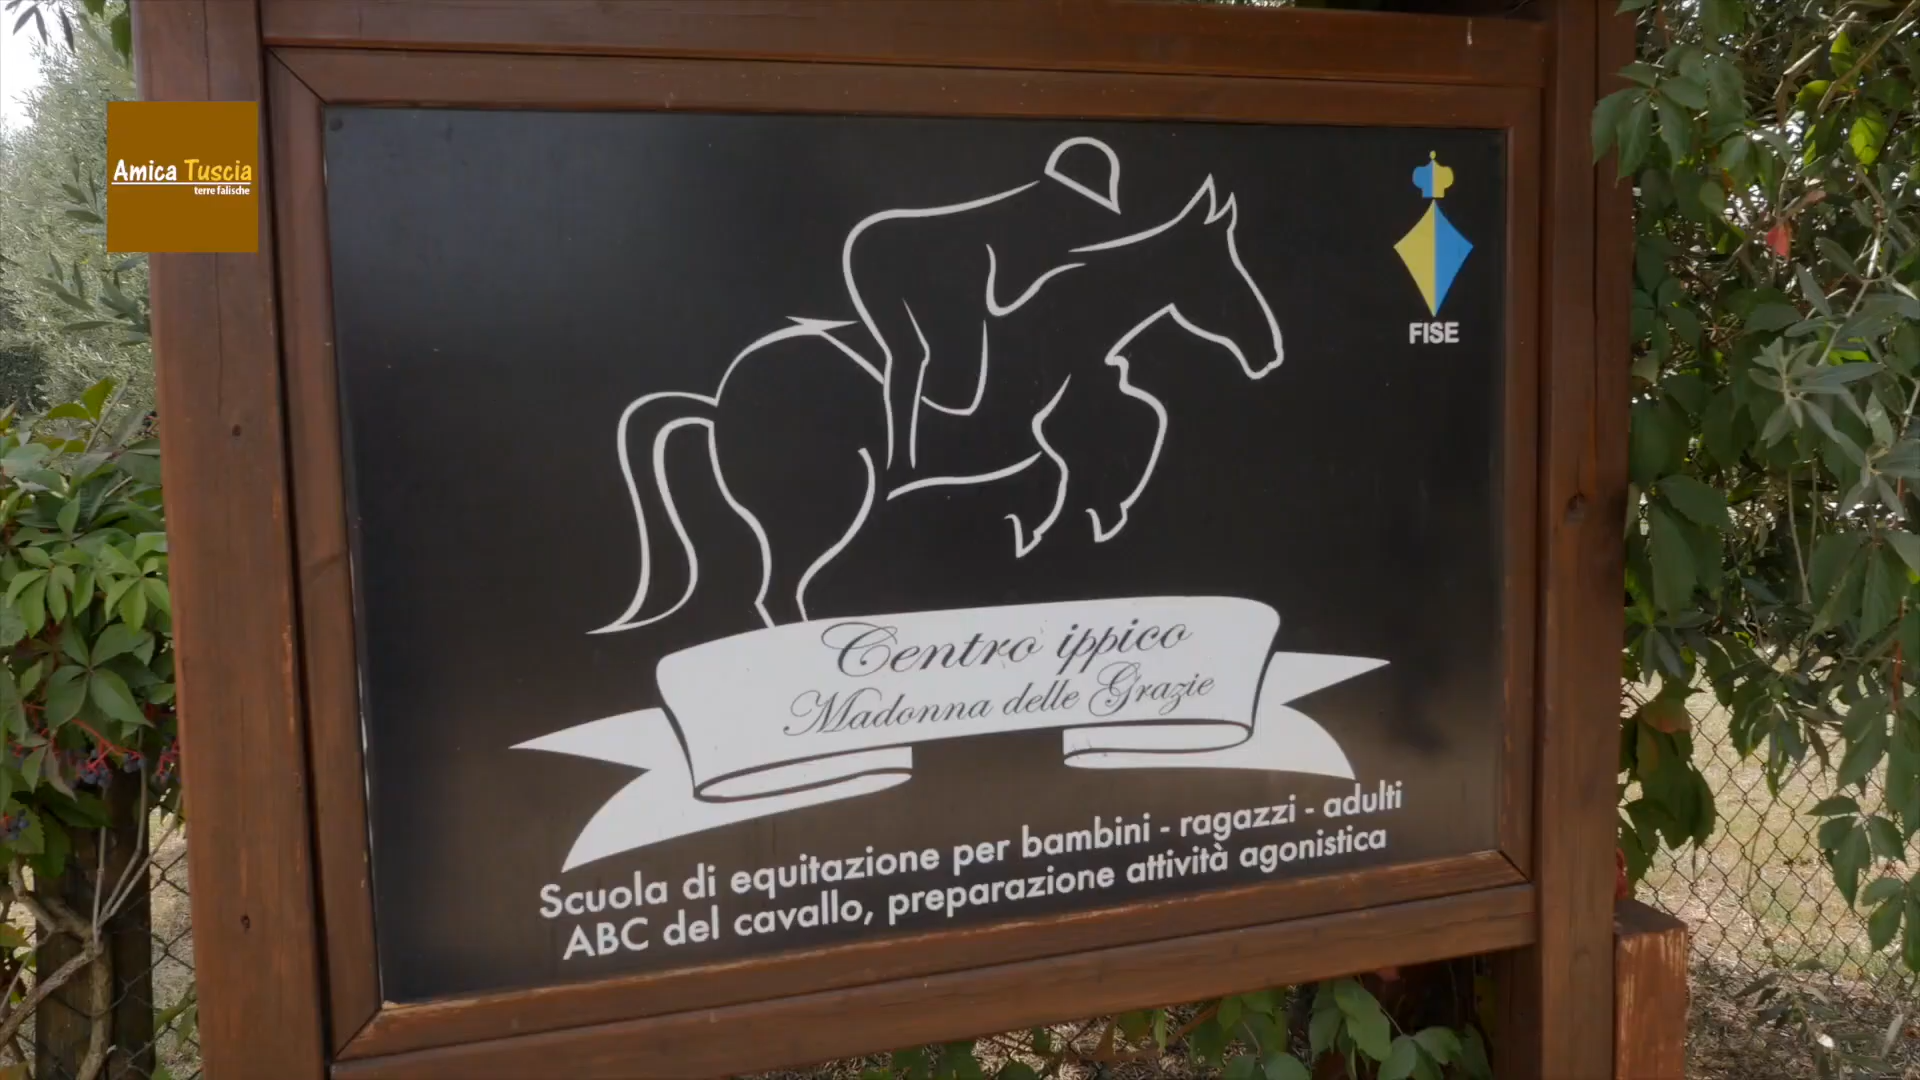 Amica Tuscia
terre falische
FISE
Centro ippico
Madonna delle Grazie
Scuola di equitazione per bambini - ragazzi - adulti
ABC del cavallo, preparazione attività agonistica